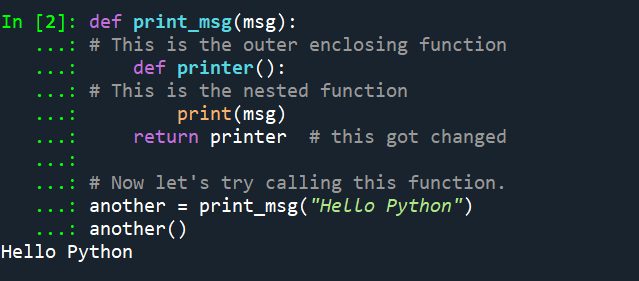 In [2]: def print_msg(msg):
   ...: # This is the outer enclosing function
   ...:     def printer():
   ...: # This is the nested function
   ...:         print(msg)
   ...:     return printer  # this got changed
   ...:
   ...: # Now let's try calling this function.
   ...: another = print_msg("Hello Python")
   ...: another()
Hello Python